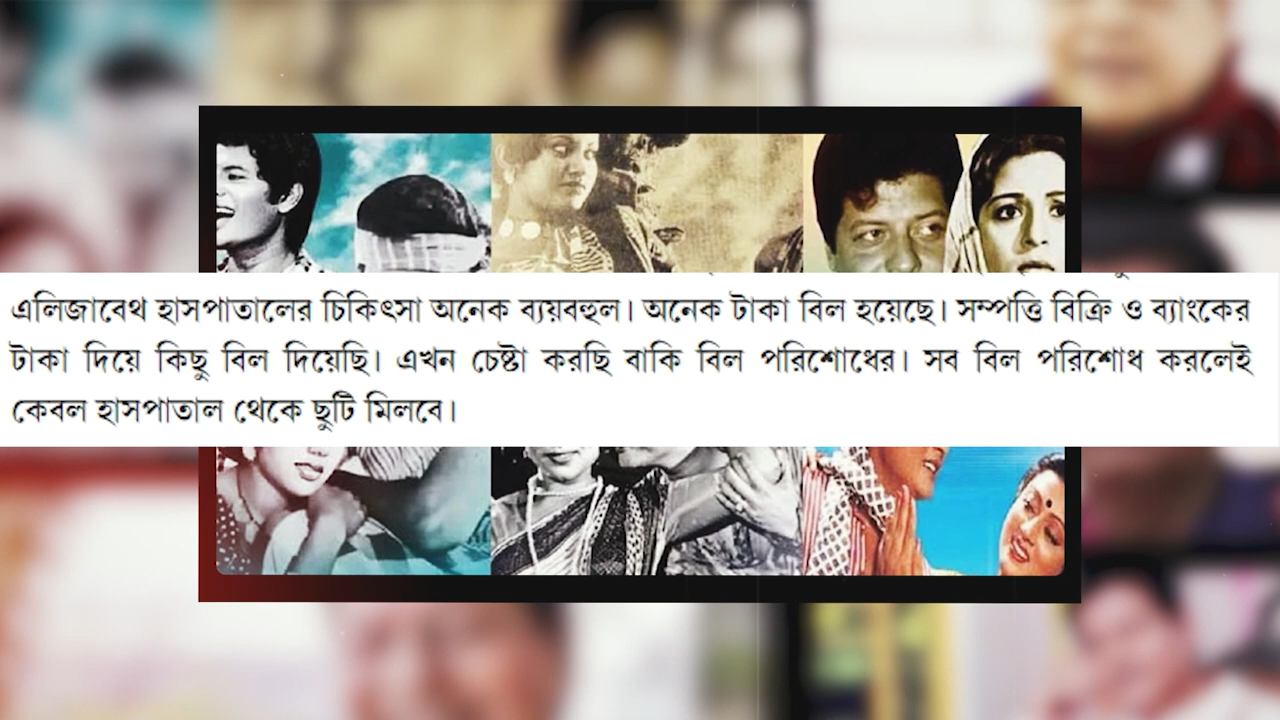 এলিজাবেথ হাসপাতালের চিকিৎসা অনেক ব্যয়বহুল। অনেক টাকা বিল হয়েছে। সম্পত্তি বিক্রি ও ব্যাংকের
টাকা দিয়ে কিছু বিল দিয়েছি। এখন চেষ্টা করছি বাকি বিল পরিশোধের। সব বিল পরিশোধ করলেই
কেবল হাসপাতাল থেকে ছুটি মিলবে।